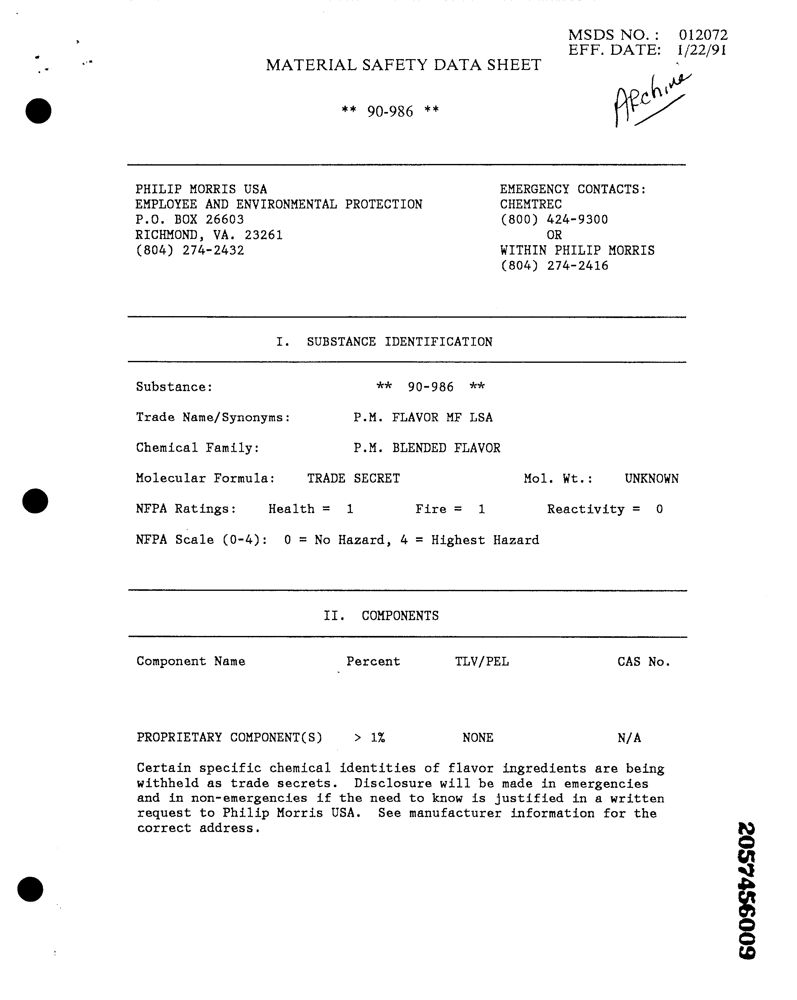 MSDS NO. : 012072
EFF. DATE: 1/22/91
MATERIAL SAFETY DATA SHEET
Archive
** 90-986 **
PHILIP MORRIS USA
EMPLOYEE AND ENVIRONMENTAL PROTECTION
P.O. BOX 26603
RICHMOND, VA. 23261
(804) 274-2432
EMERGENCY CONTACTS:
CHEMTREC
(800) 424-9300
OR
WITHIN PHILIP MORRIS
(804) 274-2416
I. SUBSTANCE IDENTIFICATION
Substance: ** 90-986 **
Trade Name/Synonyms: P.M. FLAVOR MF LSA
Chemical Family: P.M. BLENDED FLAVOR
Molecular Formula: TRADE SECRET Mol. Wt.: UNKNOWN
NFPA Ratings: Health = 1 Fire = 1 Reactivity = 0
NFPA Scale (0-4): 0 = No Hazard, 4 = Highest Hazard
II. COMPONENTS
Component Name Percent TLV/PEL CAS No.
PROPRIETARY COMPONENT(S) > 1% NONE N/A
Certain specific chemical identities of flavor ingredients are being
withheld as trade secrets. Disclosure will be made in emergencies
and in non-emergencies if the need to know is justified in a written
request to Philip Morris USA. See manufacturer information for the
correct address.
2057456009